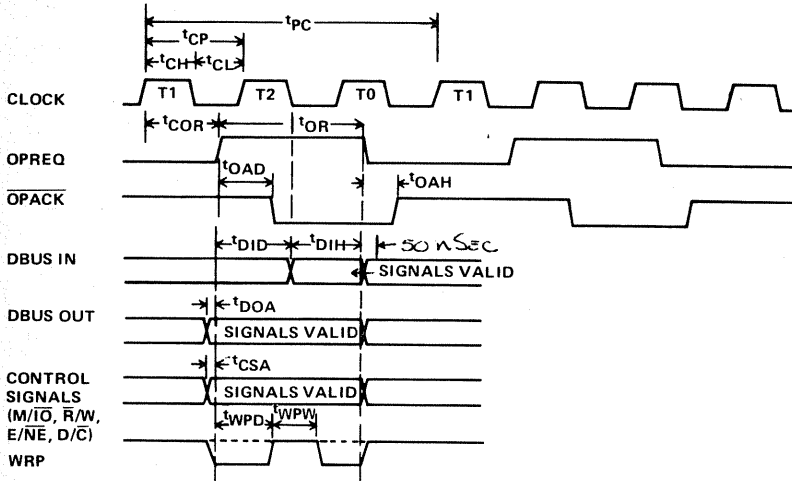 tPC
tCP
tCH tCL
CLOCK T1 T2 T0 T1
tCOR tOR
OPREQ
tOAD tOAH
OPACK
tDID tDIH 50 nSEC
DBUS IN SIGNALS VALID
DBUS OUT tDOA
SIGNALS VALID
tCSA
CONTROL
SIGNALS SIGNALS VALID
(M/IO, R/W, tWPD tWPW
E/NE, D/C)
WRP